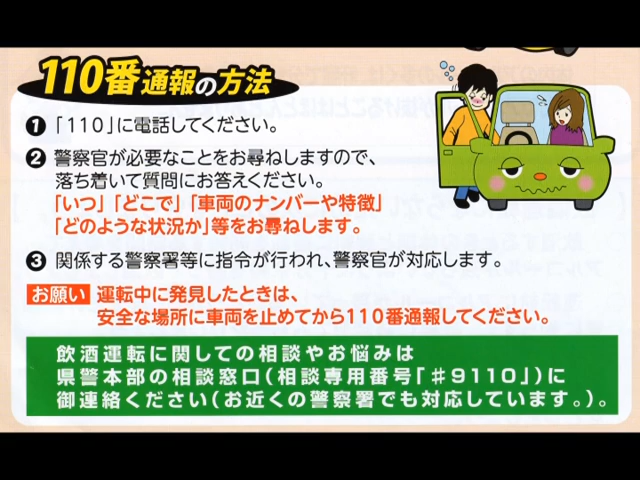 110番通報の方法
❶「110」に電話してください。
❷ 警察官が必要なことをお尋ねしますので、
落ち着いて質問にお答えください。
「いつ」「どこで」「車両のナンバーや特徴」
「どのような状況か」等をお尋ねします。
❸ 関係する警察署等に指令が行われ、警察官が対応します。
お願い 運転中に発見したときは、
安全な場所に車両を止めてから110番通報してください。
飲酒運転に関しての相談やお悩みは
県警本部の相談窓口(相談専用番号「♯9110」)に
御連絡ください(お近くの警察署でも対応しています。)。